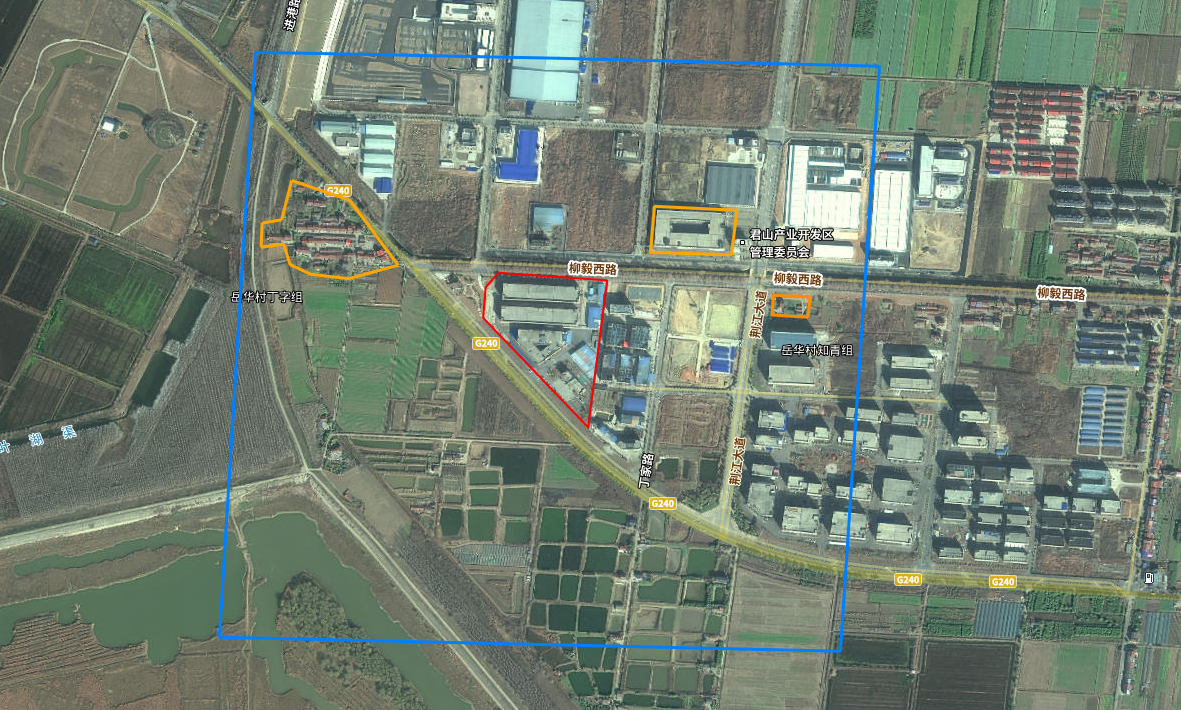 进港路
G240
君山产业开发区
管理委员会
柳毅西路
柳毅西路
柳毅西路
岳华村丁字组
荆江大道
G240
岳华村知青组
湖 渠
荆江大道
丁家路
G240
G240
G240